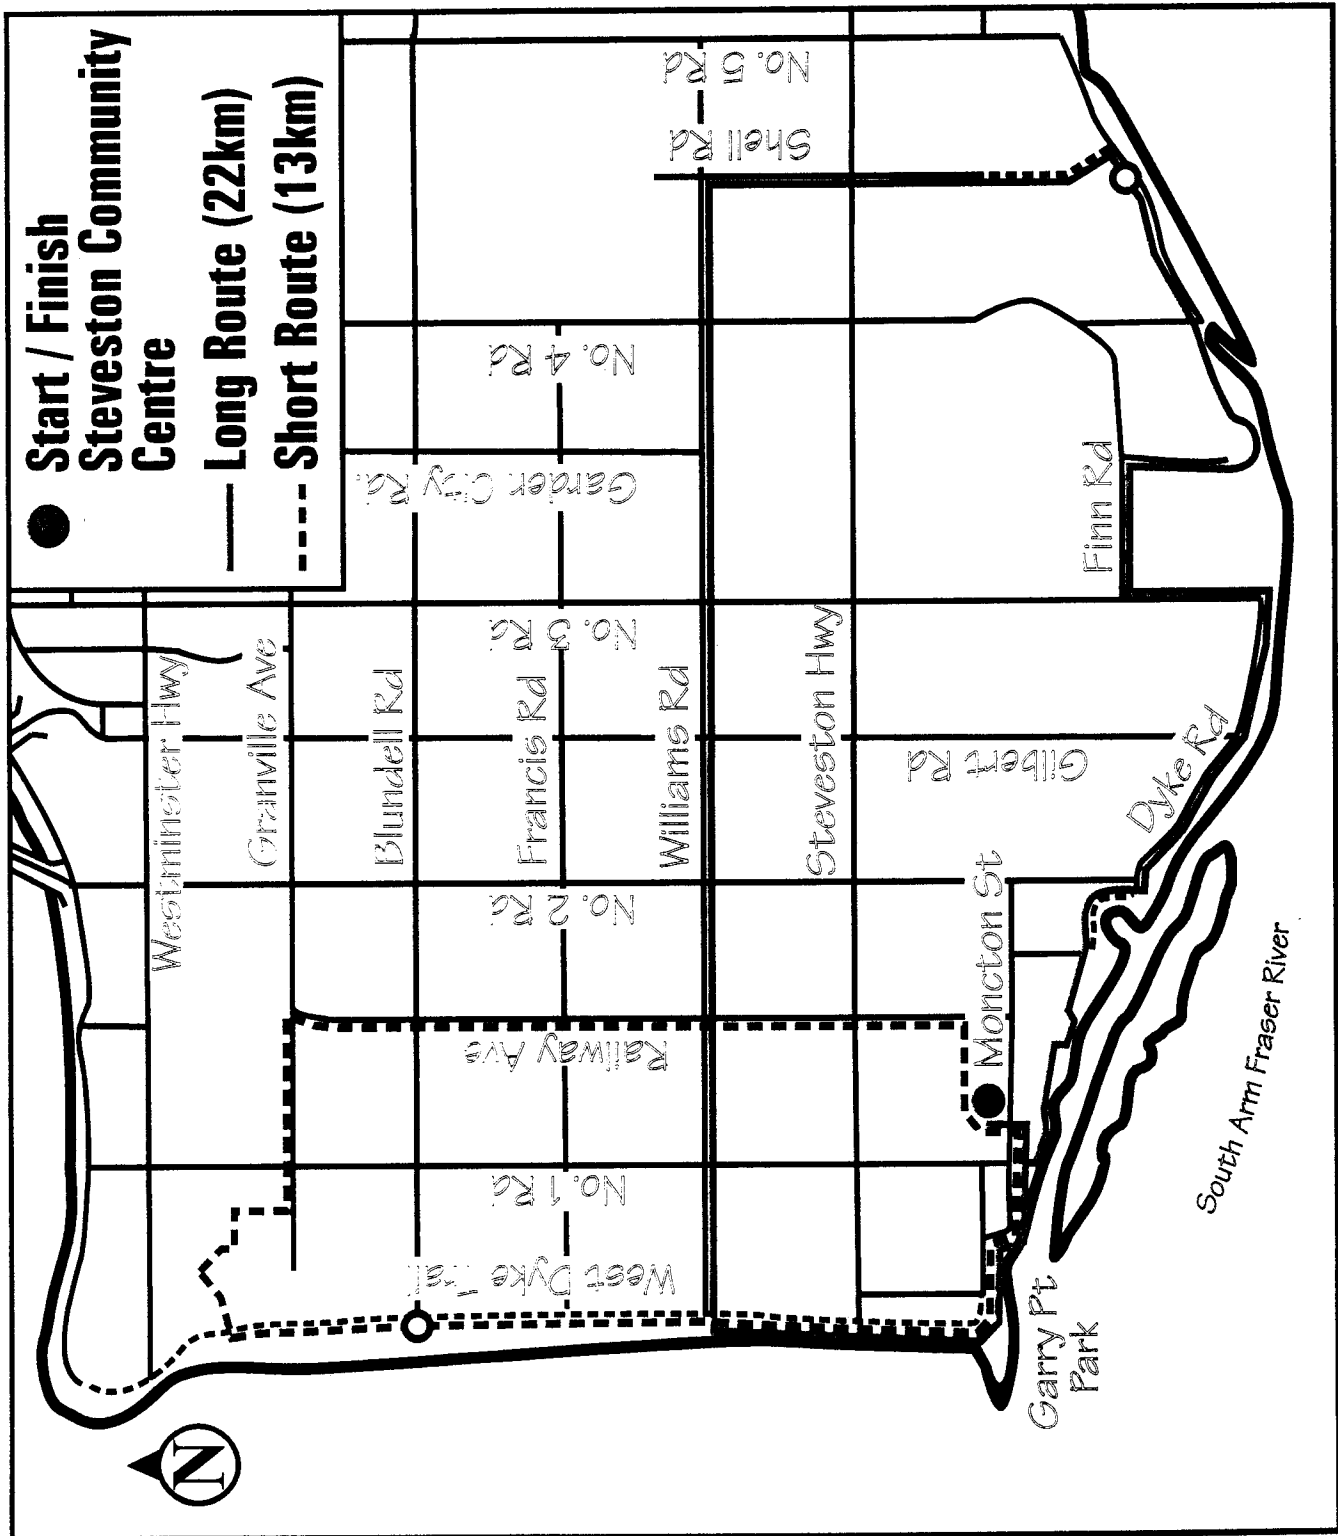 Start / Finish
Steveston Community
Centre
Long Route (22km)
Short Route (13km)
Westminster Hwy
Granville Ave
Blundell Rd
Francis Rd
Williams Rd
Steveston Hwy
Finn Rd
Moncton St
Dyke Rd
West Dyke Trail
No. 1 Rd
Railway Ave
No. 2 Rd
Gilbert Rd
No. 3 Rd
Garden City Rd.
No. 4 Rd
Shell Rd
No. 5 Rd
Garry Pt
Park
South Arm Fraser River
N